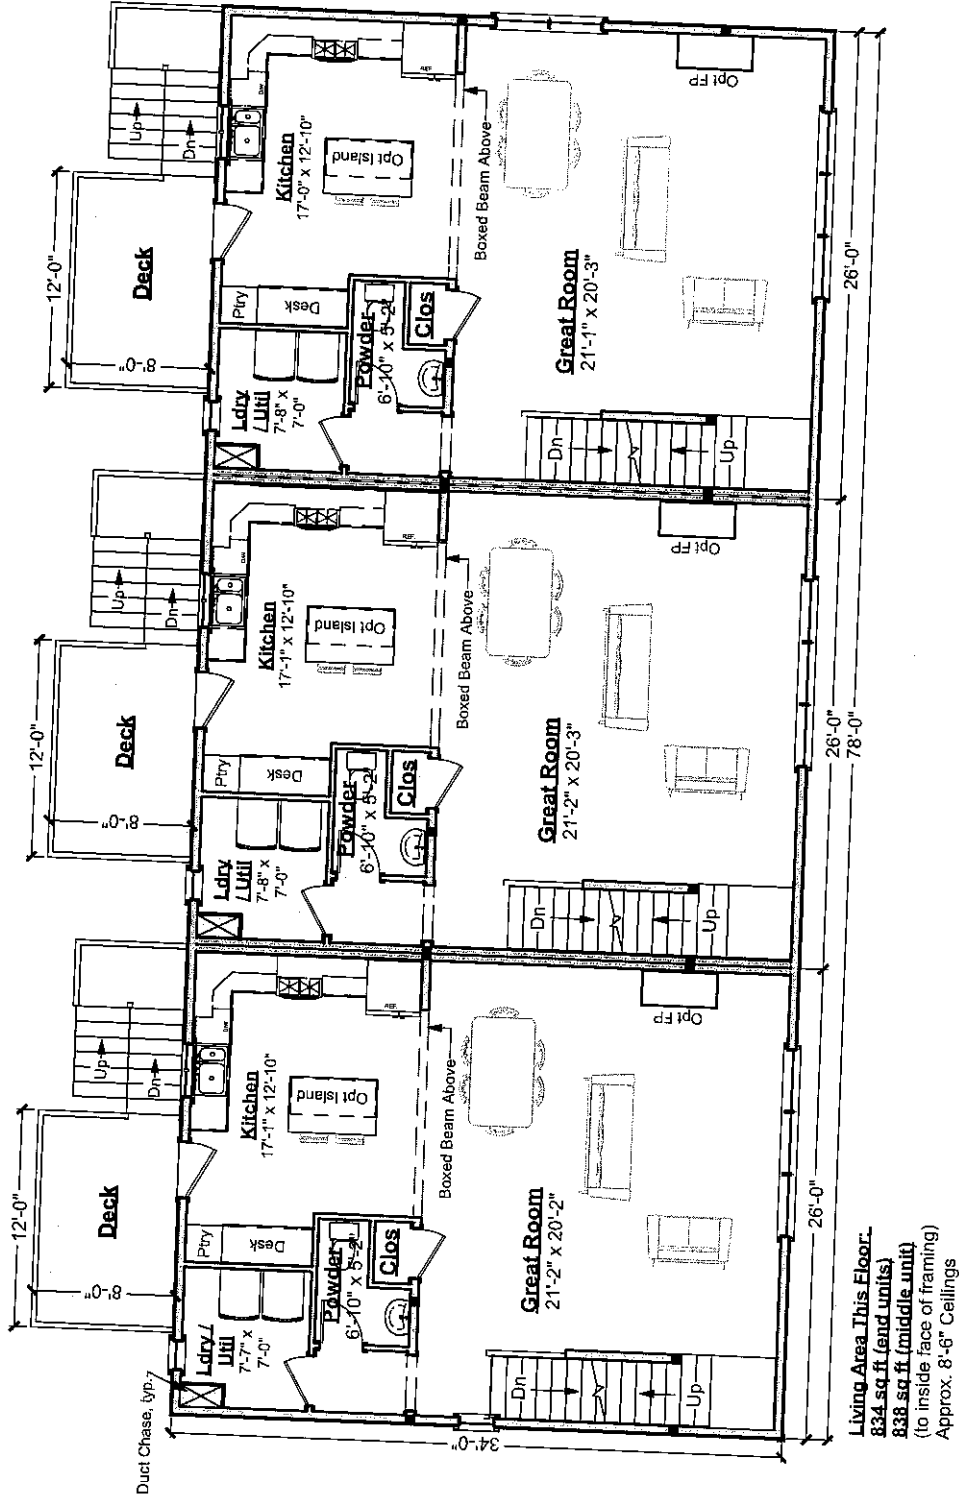 Duct Chase, typ.
12'-0"
8'-0"
Deck
Up
Dn
Ldry /
Util
7'-7" x
7'-0"
Ptry
Desk
Kitchen
17'-1" x 12'-10"
DW
Opt Island
REF.
Powder
6'-10" x 5'-2"
Clos
Boxed Beam Above
Great Room
21'-2" x 20'-2"
Opt FP
Dn
Up
26'-0"
34'-0"
12'-0"
8'-0"
Deck
Up
Dn
Ldry
/ Util
7'-8" x
7'-0"
Ptry
Desk
Kitchen
17'-1" x 12'-10"
DW
Opt Island
REF.
Powder
6'-10" x 5'-2"
Clos
Boxed Beam Above
Great Room
21'-2" x 20'-3"
Opt FP
Dn
Up
26'-0"
78'-0"
12'-0"
8'-0"
Deck
Up
Dn
Ldry
/ Util
7'-8" x
7'-0"
Ptry
Desk
Kitchen
17'-0" x 12'-10"
DW
Opt Island
REF.
Powder
6'-10" x 5'-2"
Clos
Boxed Beam Above
Great Room
21'-1" x 20'-3"
Opt FP
Dn
Up
26'-0"
Living Area This Floor:
834 sq ft (end units)
838 sq ft (middle unit)
(to inside face of framing)
Approx. 8'-6" Ceilings